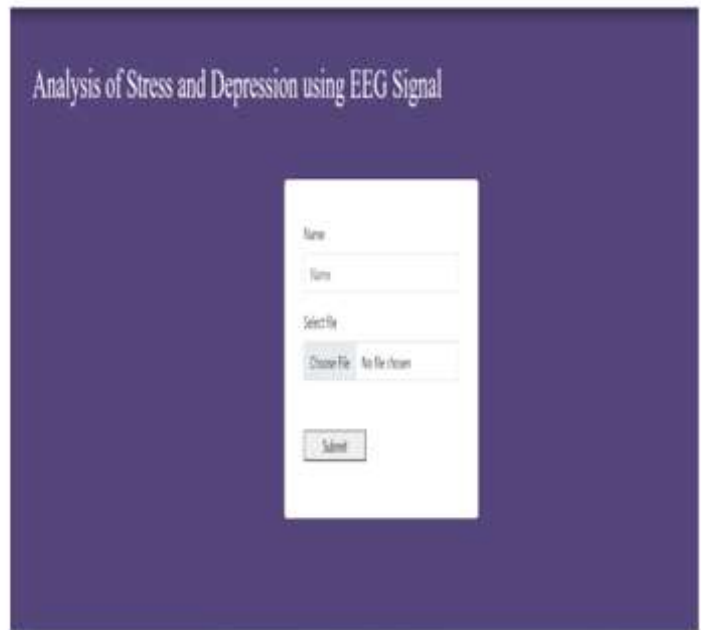 Analysis of Stress and Depression using EEG Signal
Name
Name
Select file
Choose File No file chosen
Submit